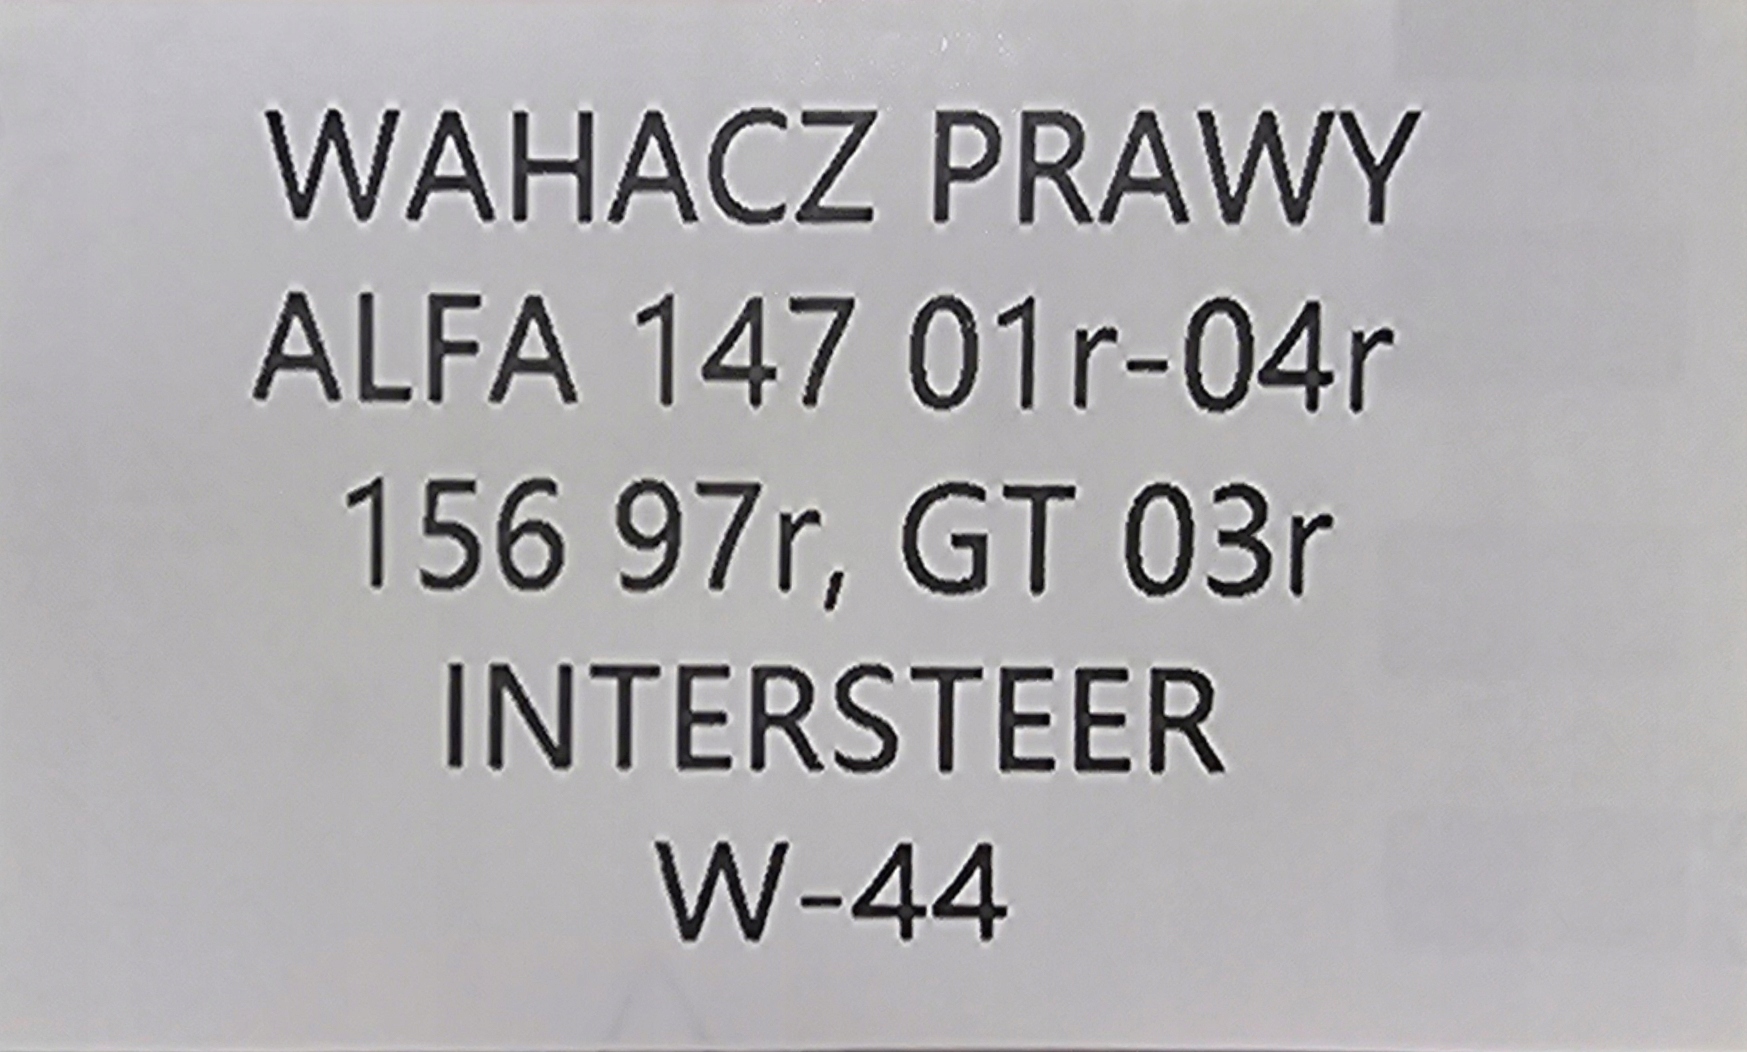 WAHACZ PRAWY
ALFA 147 01r-04r
156 97r, GT 03r
INTERSTEER
W-44